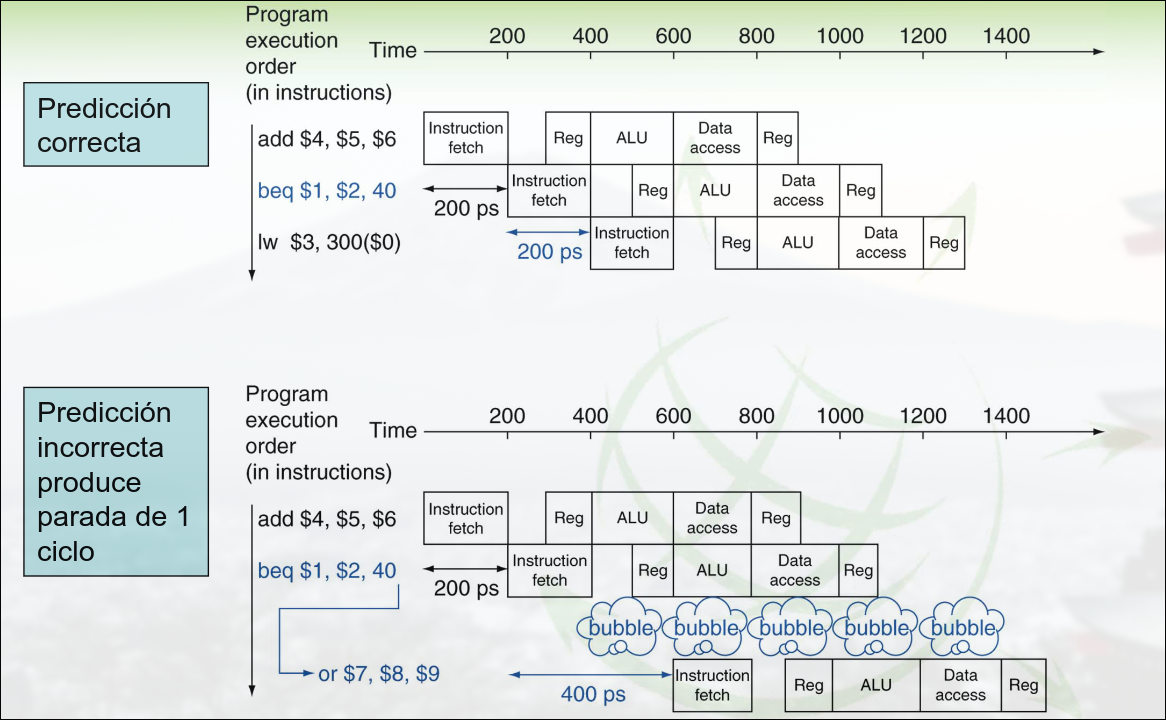 Predicción
correcta
Program
execution
order
(in instructions)
Time
200 400 600 800 1000 1200 1400
add $4, $5, $6
Instruction
fetch
Reg
ALU
Data
access
Reg
beq $1, $2, 40
200 ps
Instruction
fetch
Reg
ALU
Data
access
Reg
lw $3, 300($0)
200 ps
Instruction
fetch
Reg
ALU
Data
access
Reg
Predicción
incorrecta
produce
parada de 1
ciclo
Program
execution
order
(in instructions)
Time
200 400 600 800 1000 1200 1400
add $4, $5, $6
Instruction
fetch
Reg
ALU
Data
access
Reg
beq $1, $2, 40
200 ps
Instruction
fetch
Reg
ALU
Data
access
Reg
bubble bubble bubble bubble bubble
or $7, $8, $9
400 ps
Instruction
fetch
Reg
ALU
Data
access
Reg